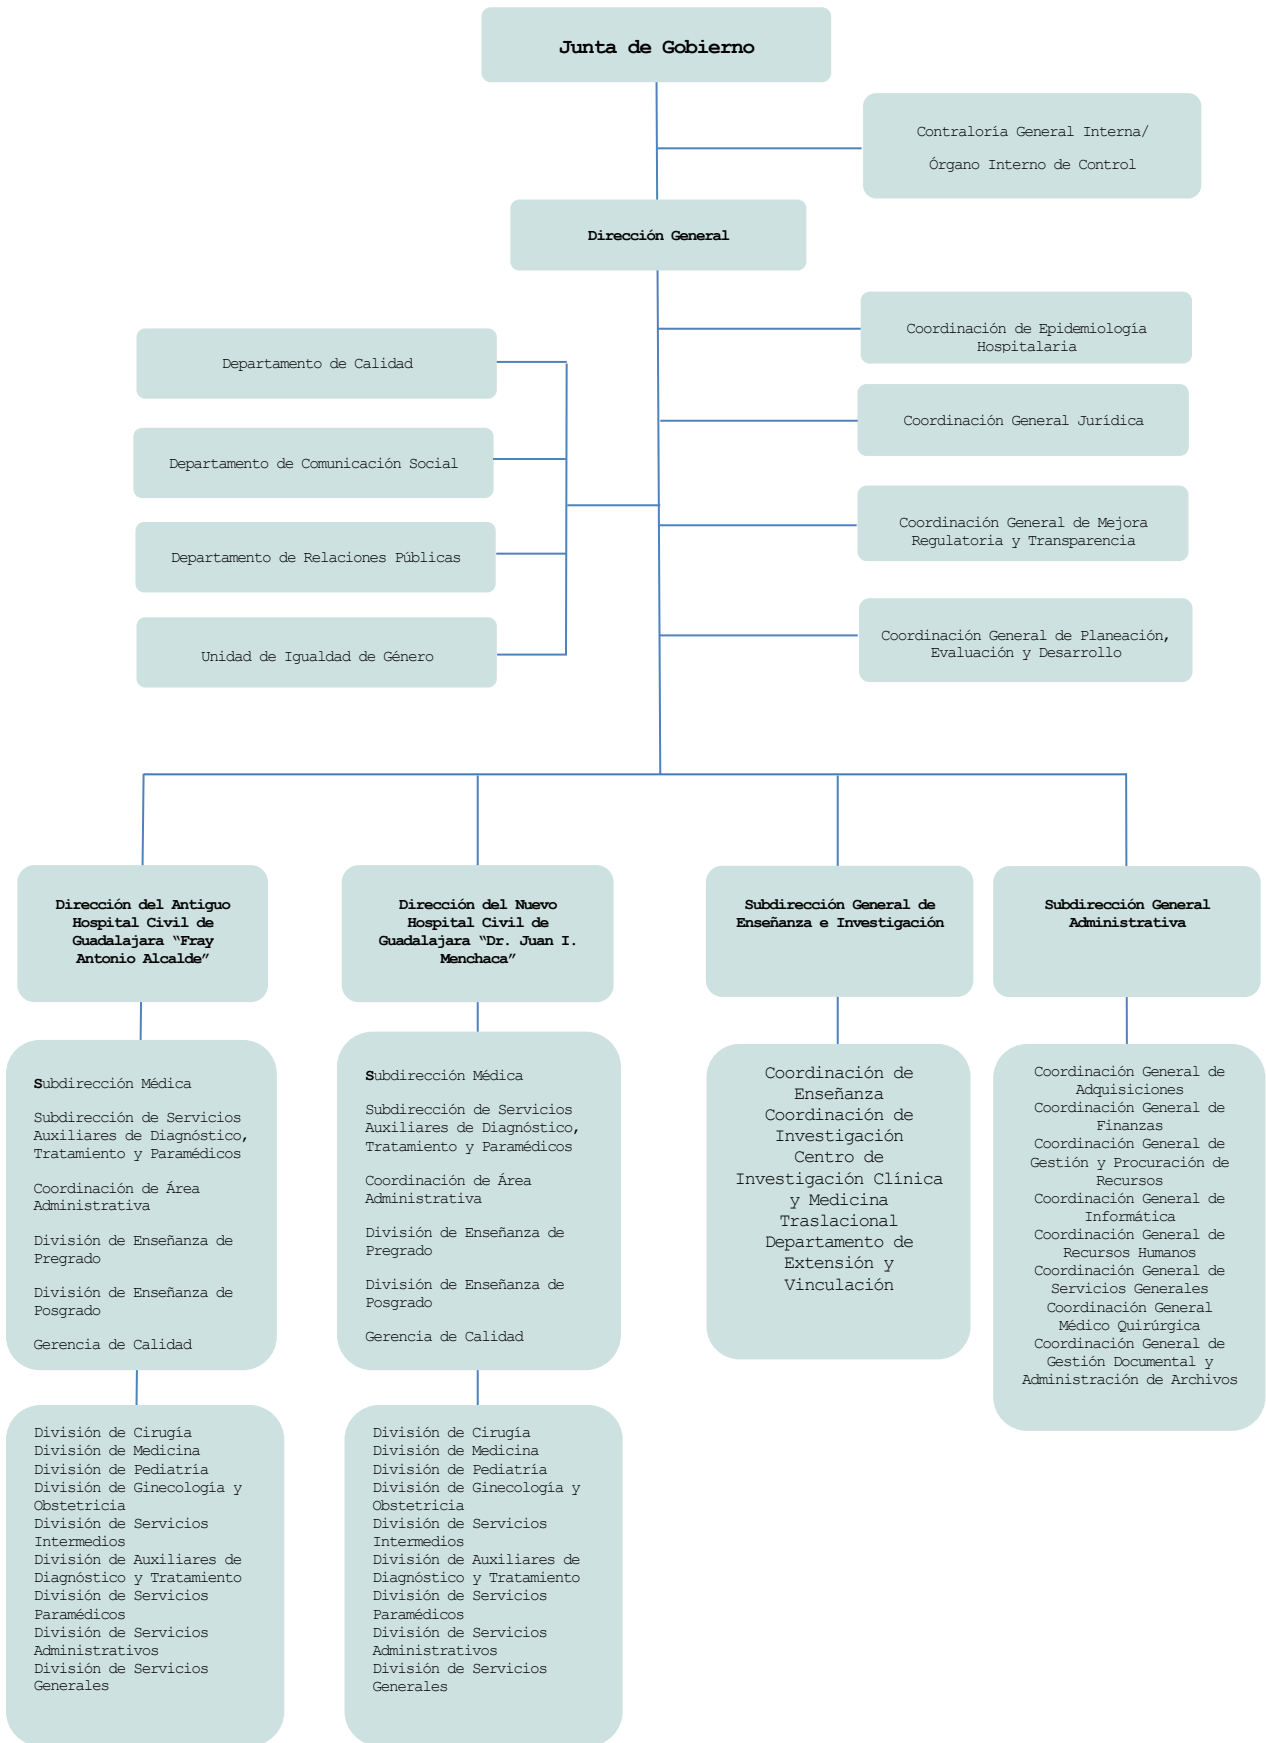 Junta de Gobierno
Contraloría General Interna/
Órgano Interno de Control
Dirección General
Coordinación de Epidemiología
Hospitalaria
Departamento de Calidad
Coordinación General Jurídica
Departamento de Comunicación Social
Coordinación General de Mejora
Regulatoria y Transparencia
Departamento de Relaciones Públicas
Coordinación General de Planeación,
Evaluación y Desarrollo
Unidad de Igualdad de Género
Dirección del Antiguo
Hospital Civil de
Guadalajara “Fray
Antonio Alcalde”
Dirección del Nuevo
Hospital Civil de
Guadalajara “Dr. Juan I.
Menchaca”
Subdirección General de
Enseñanza e Investigación
Subdirección General
Administrativa
Subdirección Médica
Subdirección de Servicios
Auxiliares de Diagnóstico,
Tratamiento y Paramédicos
Coordinación de Área
Administrativa
División de Enseñanza de
Pregrado
División de Enseñanza de
Posgrado
Gerencia de Calidad
Subdirección Médica
Subdirección de Servicios
Auxiliares de Diagnóstico,
Tratamiento y Paramédicos
Coordinación de Área
Administrativa
División de Enseñanza de
Pregrado
División de Enseñanza de
Posgrado
Gerencia de Calidad
Coordinación de
Enseñanza
Coordinación de
Investigación
Centro de
Investigación Clínica
y Medicina
Traslacional
Departamento de
Extensión y
Vinculación
Coordinación General de
Adquisiciones
Coordinación General de
Finanzas
Coordinación General de
Gestión y Procuración de
Recursos
Coordinación General de
Informática
Coordinación General de
Recursos Humanos
Coordinación General de
Servicios Generales
Coordinación General
Médico Quirúrgica
Coordinación General de
Gestión Documental y
Administración de Archivos
División de Cirugía
División de Medicina
División de Pediatría
División de Ginecología y
Obstetricia
División de Servicios
Intermedios
División de Auxiliares de
Diagnóstico y Tratamiento
División de Servicios
Paramédicos
División de Servicios
Administrativos
División de Servicios
Generales
División de Cirugía
División de Medicina
División de Pediatría
División de Ginecología y
Obstetricia
División de Servicios
Intermedios
División de Auxiliares de
Diagnóstico y Tratamiento
División de Servicios
Paramédicos
División de Servicios
Administrativos
División de Servicios
Generales